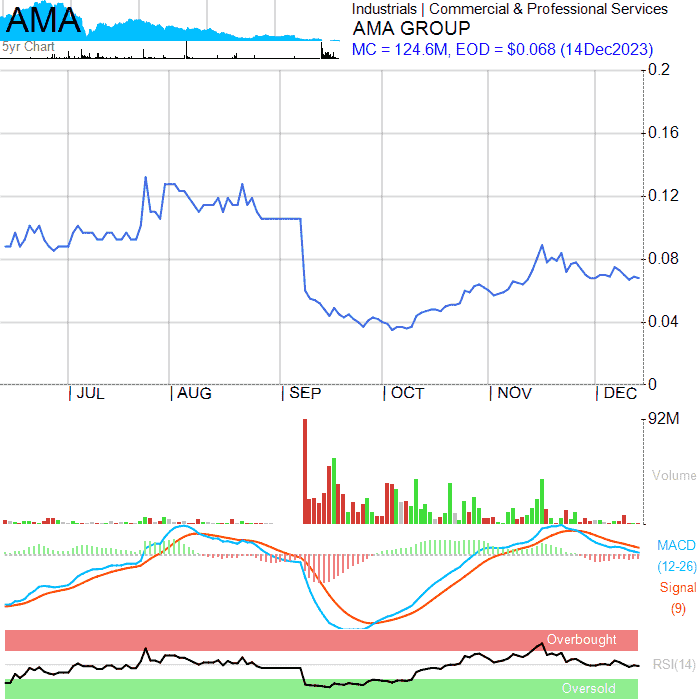 AMA
5yr Chart
Industrials | Commercial & Professional Services
AMA GROUP
MC = 124.6M, EOD = $0.068 (14Dec2023)
0.2
0.16
0.12
0.08
0.04
0
JUL AUG SEP OCT NOV DEC
92M
Volume
MACD
(12-26)
Signal
(9)
Overbought
RSI(14)
Oversold